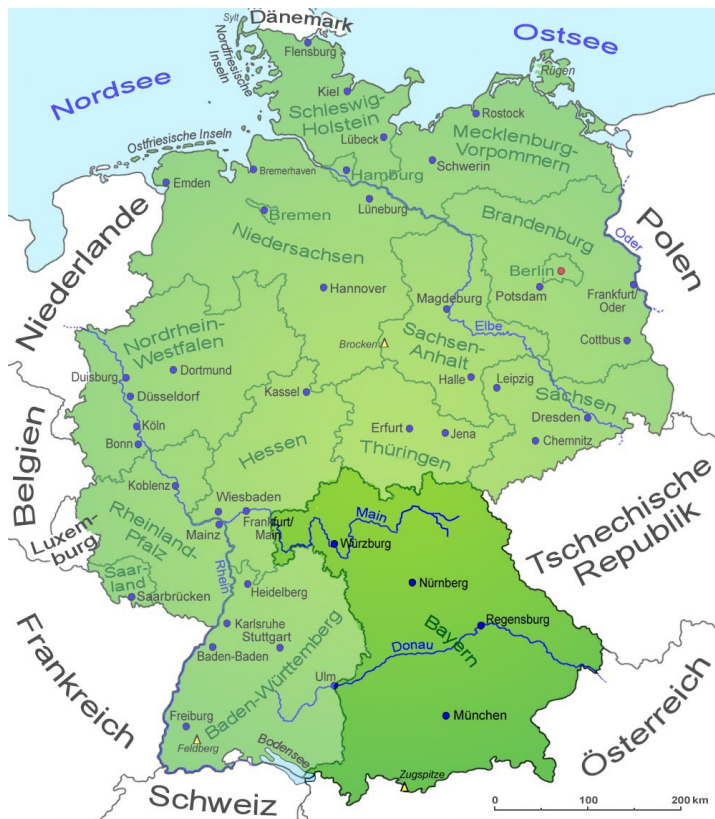 Dänemark
Sylt
Nordfriesische
Inseln
Flensburg
Ostsee
Nordsee
Rügen
Kiel
Schleswig-
Holstein
Rostock
Ostfriesische Inseln
Lübeck
Mecklenburg-
Vorpommern
Schwerin
Bremerhaven
Hamburg
Emden
Lüneburg
Niederlande
Bremen
Niedersachsen
Brandenburg
Oder
Polen
Berlin
Hannover
Potsdam
Frankfurt/
Oder
Magdeburg
Nordrhein-
Westfalen
Brocken
Sachsen-
Anhalt
Elbe
Cottbus
Duisburg
Dortmund
Düsseldorf
Kassel
Halle
Leipzig
Sachsen
Köln
Bonn
Erfurt
Jena
Dresden
Chemnitz
Belgien
Hessen
Thüringen
Koblenz
Wiesbaden
Luxem-
burg
Rheinland-
Pfalz
Mainz
Frankfurt/
Main
Main
Würzburg
Tschechische
Republik
Saar-
land
Saarbrücken
Rhein
Heidelberg
Nürnberg
Karlsruhe
Stuttgart
Baden-Baden
Regensburg
Bayern
Donau
Frankreich
Baden-Württemberg
Ulm
Freiburg
Feldberg
München
Österreich
Bodensee
Zugspitze
Schweiz
0 100 200 km